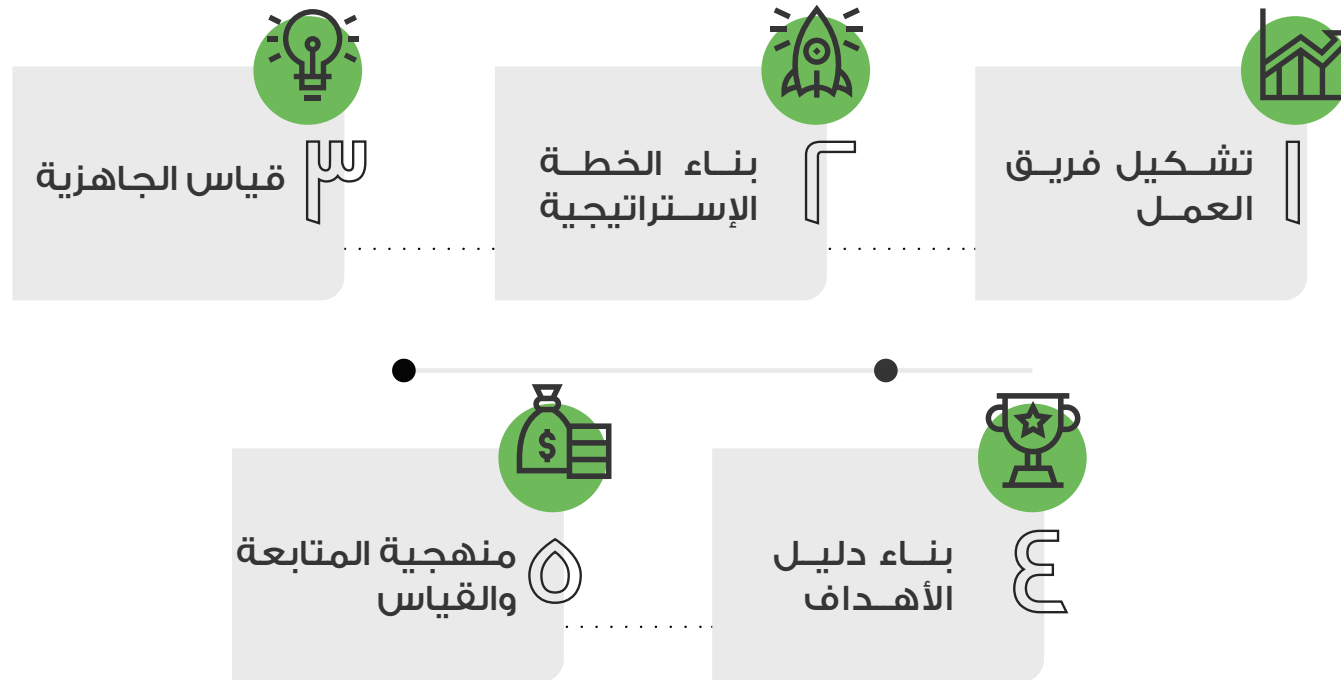 ١
تشكيل فريق
العمل
٢
بناء الخطة
الإستراتيجية
٣
قياس الجاهزية
٤
بناء دليل
الأهداف
٥
منهجية المتابعة
والقياس
$